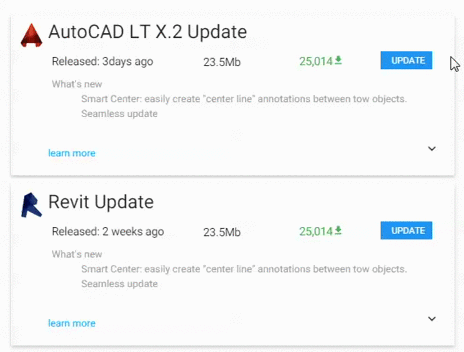 AutoCAD LT X.2 Update
Released: 3days ago 23.5Mb 25,014 UPDATE
What's new
Smart Center: easily create "center line" annotations between tow objects.
Seamless update
learn more
Revit Update
Released: 2 weeks ago 23.5Mb 25,014 UPDATE
What's new
Smart Center: easily create "center line" annotations between tow objects.
Seamless update
learn more